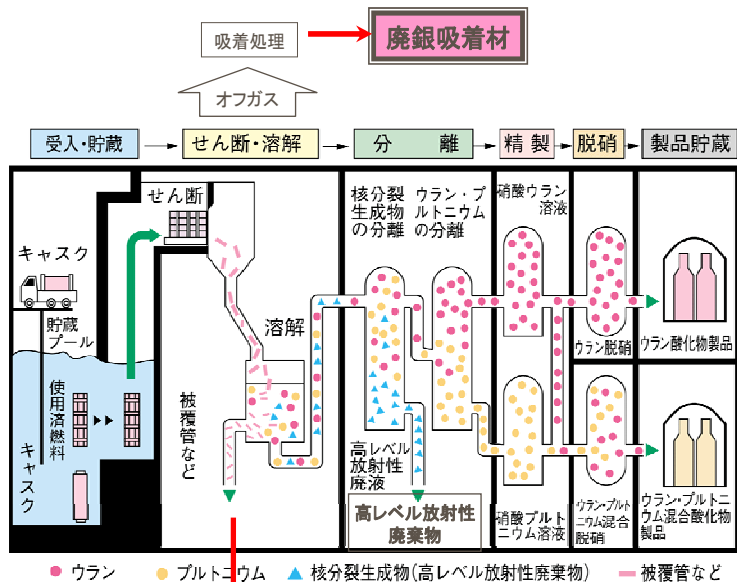 吸着処理
廃銀吸着材
オフガス
受入・貯蔵
せん断・溶解
分離
精製
脱硝
製品貯蔵
せん断
核分裂
生成物
の分離
ウラン・プ
ルトニウム
の分離
硝酸ウラン
溶液
キャスク
貯蔵
プール
溶解
ウラン脱硝
ウラン酸化物製品
使用済燃料
キャスク
被覆管など
高レベル
放射性
廃液
高レベル放射性
廃棄物
硝酸プルト
ニウム溶液
ウラン・プルト
ニウム混合
脱硝
ウラン・プルトニ
ウム混合酸化物
製品
ウラン
プルトニウム
核分裂生成物(高レベル放射性廃棄物)
被覆管など